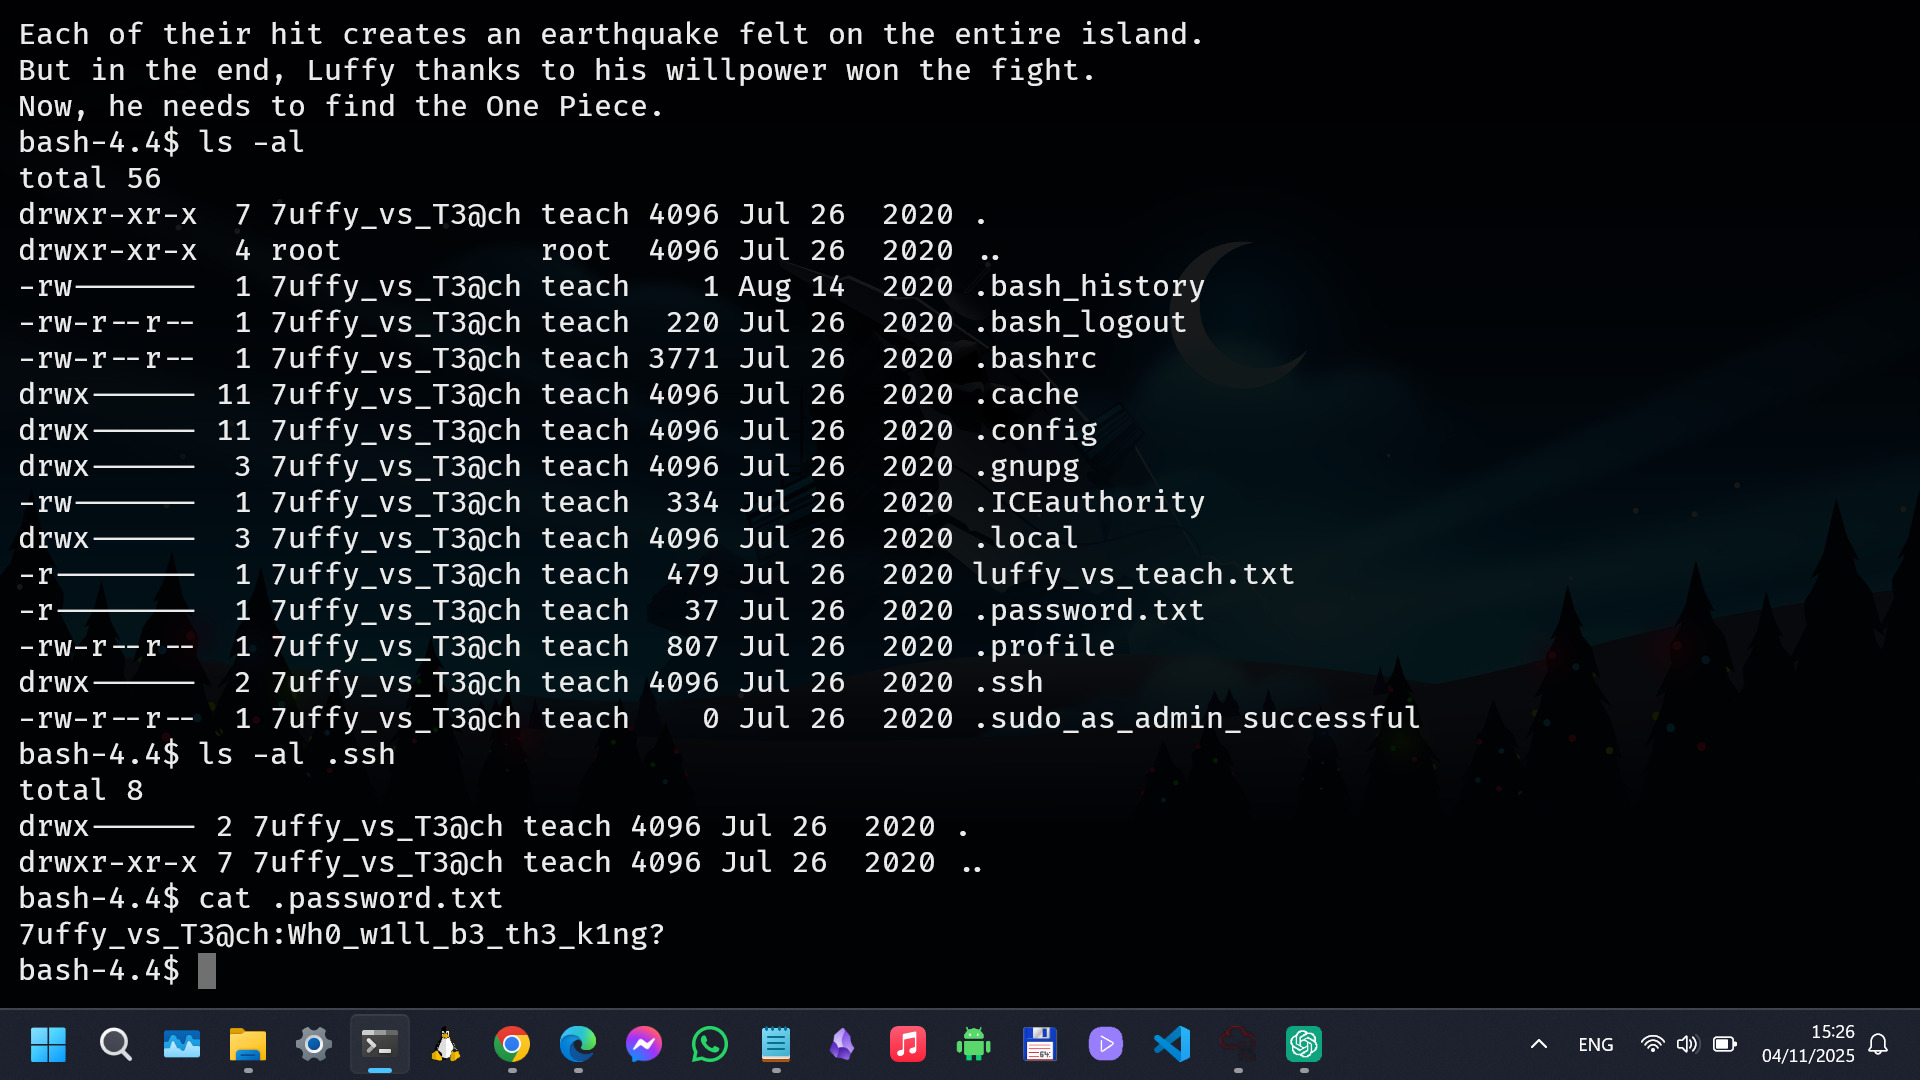 Each of their hit creates an earthquake felt on the entire island.
But in the end, Luffy thanks to his willpower won the fight.
Now, he needs to find the One Piece.
bash-4.4$ ls -al
total 56
drwxr-xr-x  7 7uffy_vs_T3@ch teach 4096 Jul 26  2020 .
drwxr-xr-x  4 root           root  4096 Jul 26  2020 ..
-rw-------  1 7uffy_vs_T3@ch teach    1 Aug 14  2020 .bash_history
-rw-r--r--  1 7uffy_vs_T3@ch teach  220 Jul 26  2020 .bash_logout
-rw-r--r--  1 7uffy_vs_T3@ch teach 3771 Jul 26  2020 .bashrc
drwx------ 11 7uffy_vs_T3@ch teach 4096 Jul 26  2020 .cache
drwx------ 11 7uffy_vs_T3@ch teach 4096 Jul 26  2020 .config
drwx------  3 7uffy_vs_T3@ch teach 4096 Jul 26  2020 .gnupg
-rw-------  1 7uffy_vs_T3@ch teach  334 Jul 26  2020 .ICEauthority
drwx------  3 7uffy_vs_T3@ch teach 4096 Jul 26  2020 .local
-r--------  1 7uffy_vs_T3@ch teach  479 Jul 26  2020 luffy_vs_teach.txt
-r--------  1 7uffy_vs_T3@ch teach   37 Jul 26  2020 .password.txt
-rw-r--r--  1 7uffy_vs_T3@ch teach  807 Jul 26  2020 .profile
drwx------  2 7uffy_vs_T3@ch teach 4096 Jul 26  2020 .ssh
-rw-r--r--  1 7uffy_vs_T3@ch teach    0 Jul 26  2020 .sudo_as_admin_successful
bash-4.4$ ls -al .ssh
total 8
drwx------ 2 7uffy_vs_T3@ch teach 4096 Jul 26  2020 .
drwxr-xr-x 7 7uffy_vs_T3@ch teach 4096 Jul 26  2020 ..
bash-4.4$ cat .password.txt
7uffy_vs_T3@ch:Wh0_w1ll_b3_th3_k1ng?
bash-4.4$
64
ENG
15:26
04/11/2025